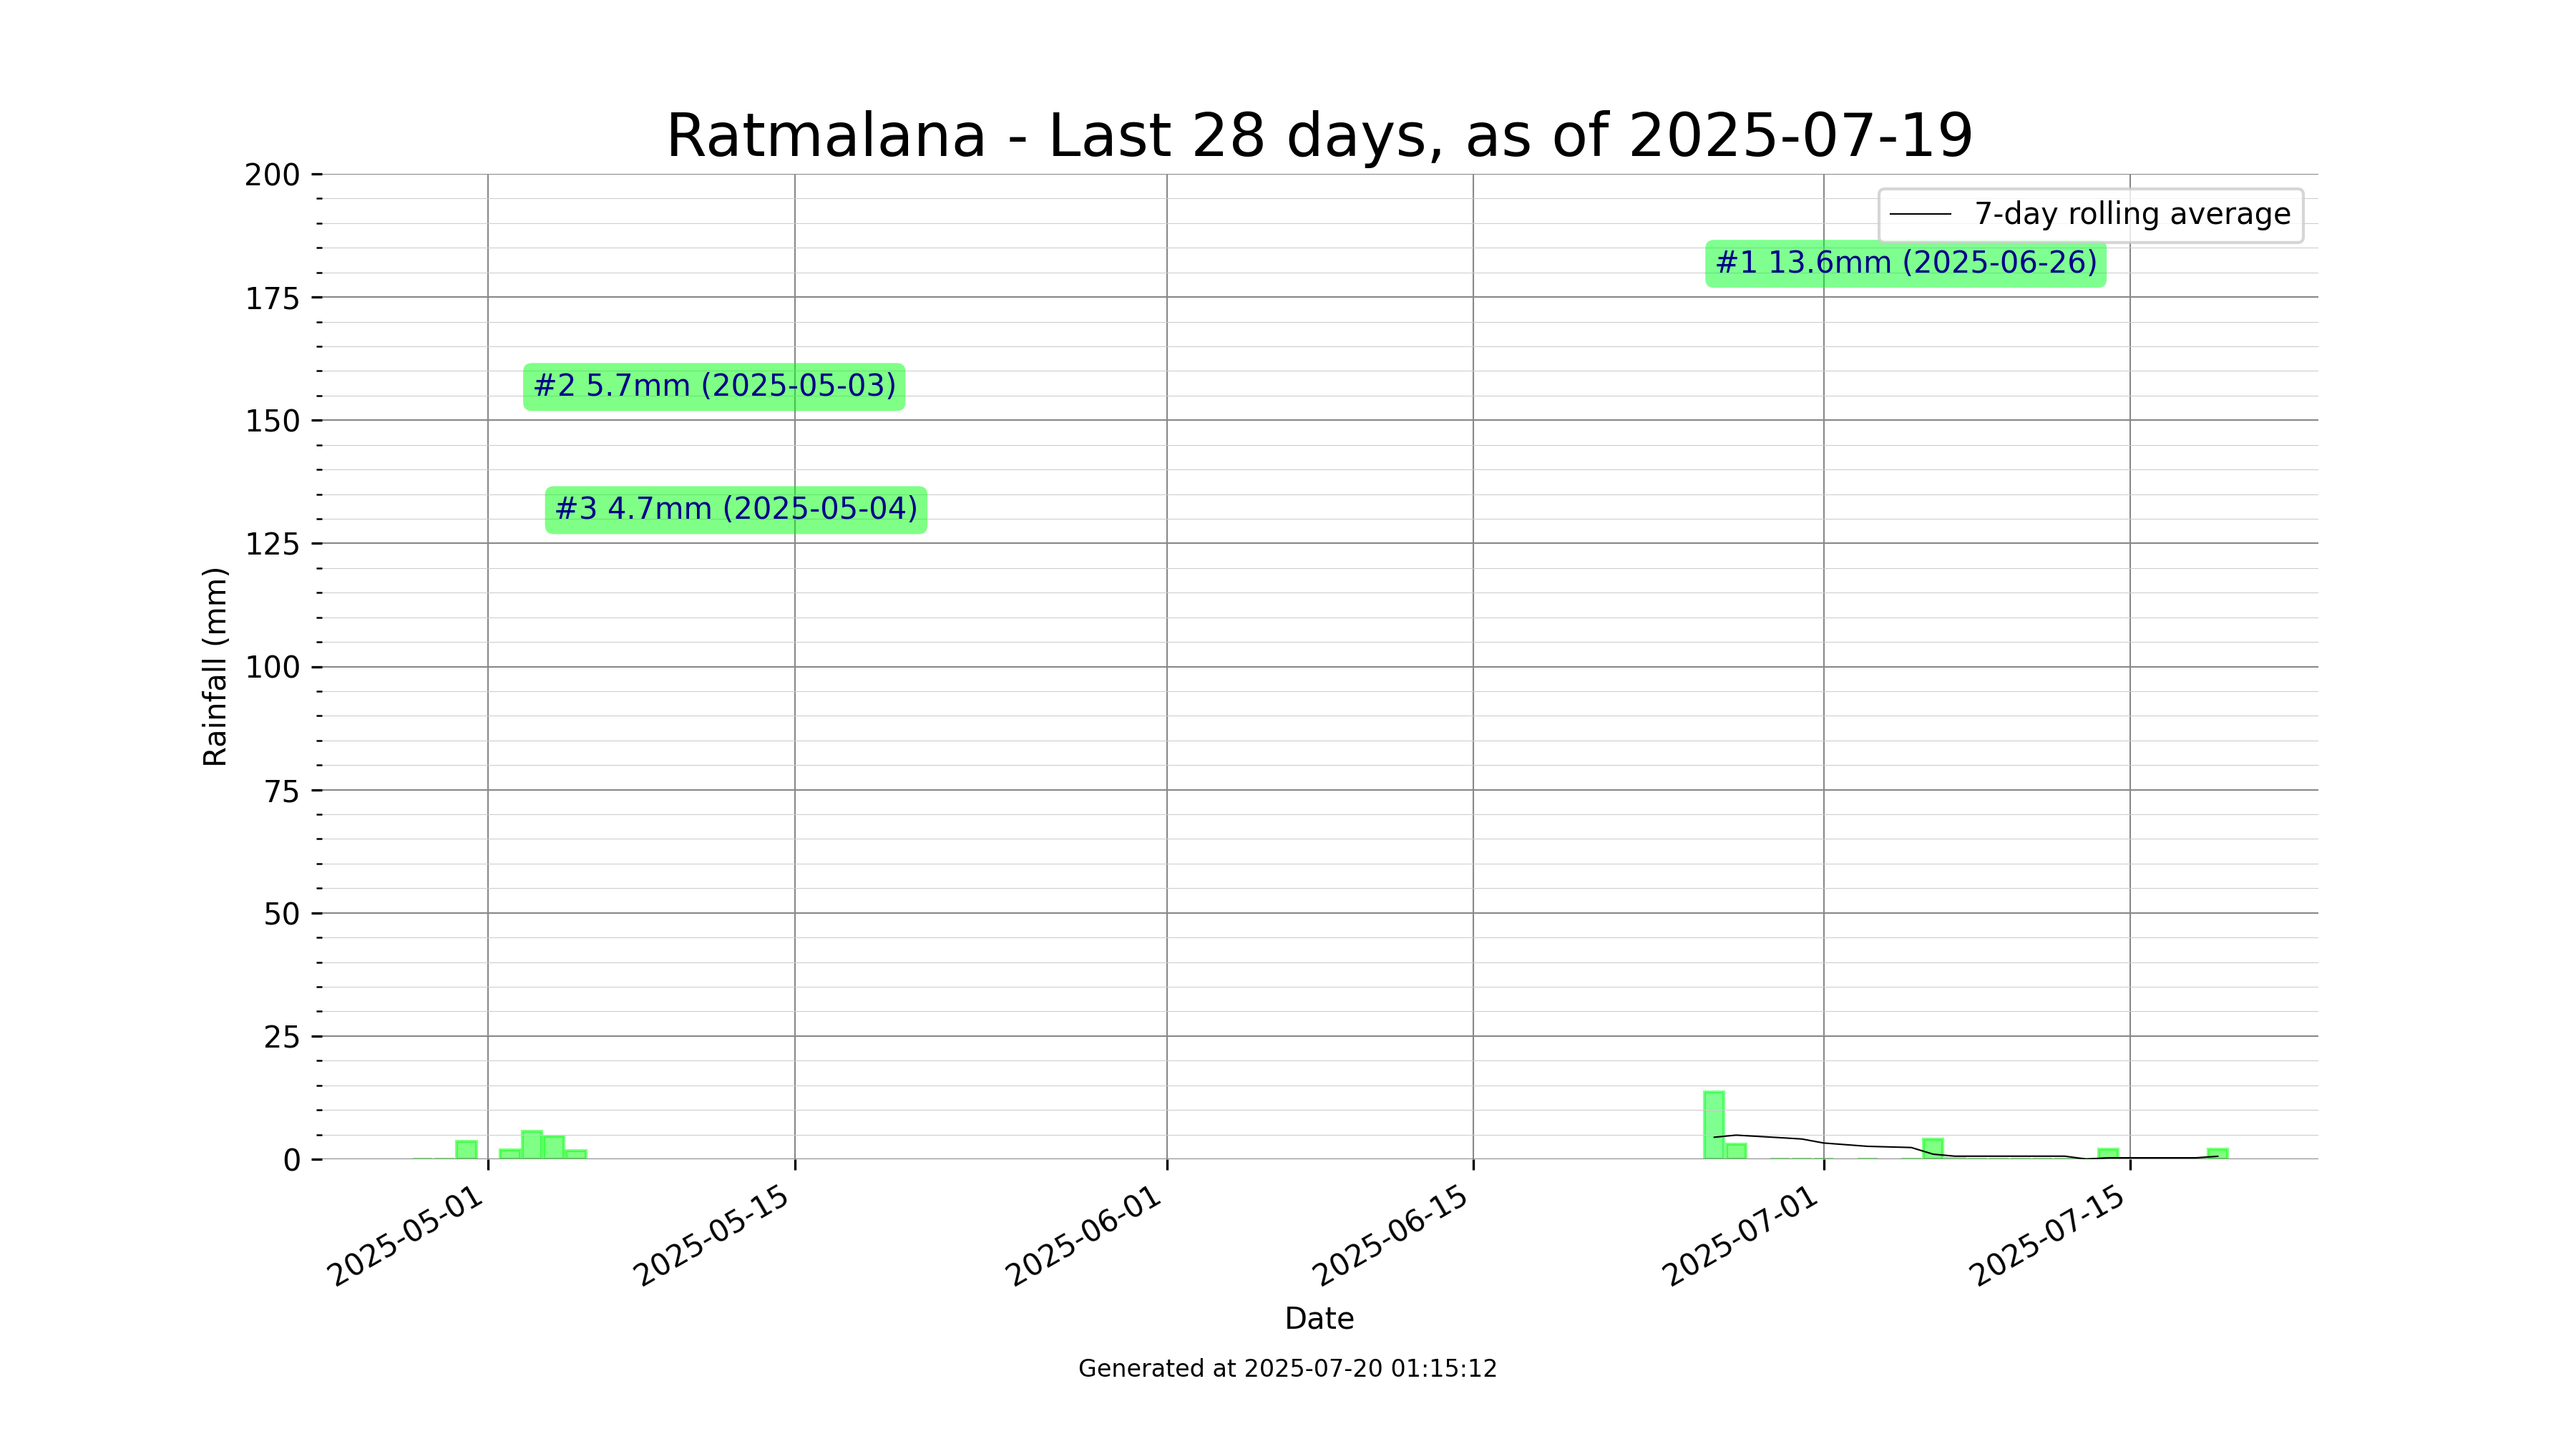 Ratmalana - Last 28 days, as of 2025-07-19
200
175
150
125
100
75
50
25
0
Rainfall (mm)
7-day rolling average
#1 13.6mm (2025-06-26)
#2 5.7mm (2025-05-03)
#3 4.7mm (2025-05-04)
2025-05-01
2025-05-15
2025-06-01
2025-06-15
2025-07-01
2025-07-15
Date
Generated at 2025-07-20 01:15:12